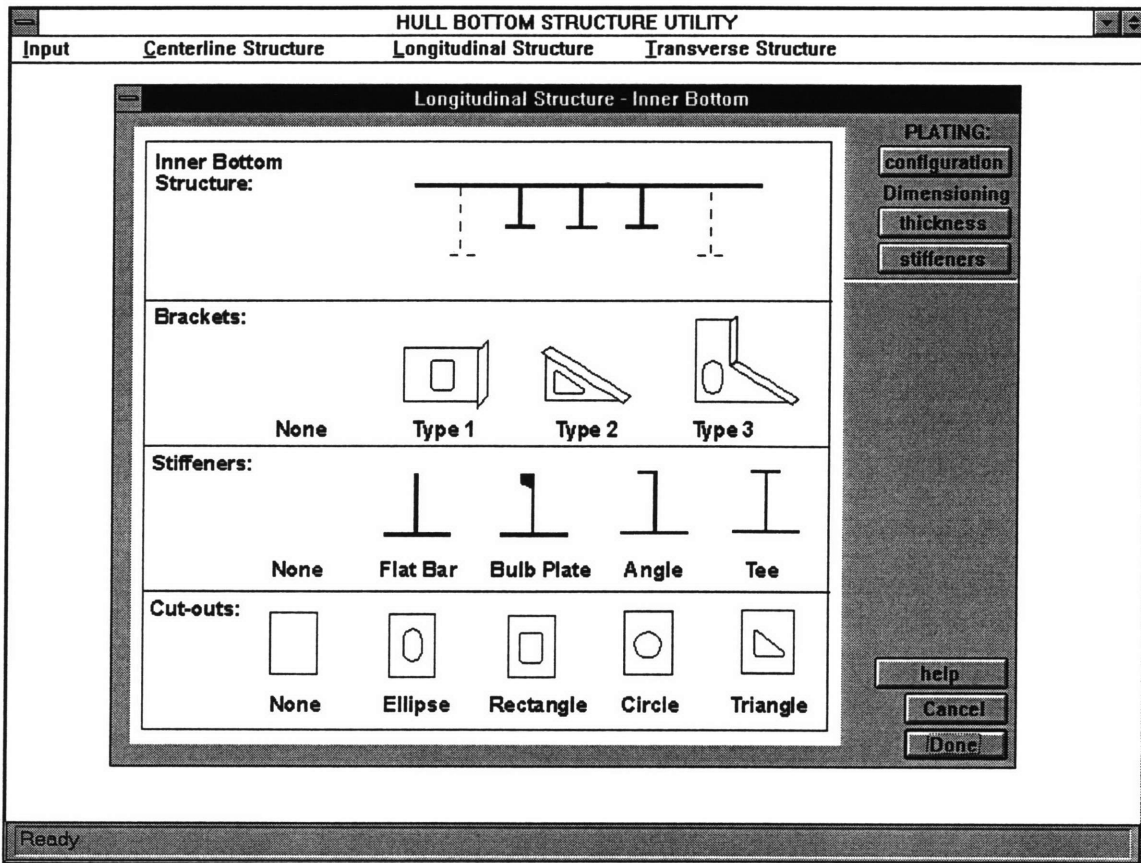 HULL BOTTOM STRUCTURE UTILITY
Input Centerline Structure Longitudinal Structure Transverse Structure
Longitudinal Structure - Inner Bottom
PLATING:
configuration
Dimensioning
thickness
stiffeners
Inner Bottom
Structure:
Brackets:
None Type 1 Type 2 Type 3
Stiffeners:
None Flat Bar Bulb Plate Angle Tee
Cut-outs:
None Ellipse Rectangle Circle Triangle
help
Cancel
Done
Ready